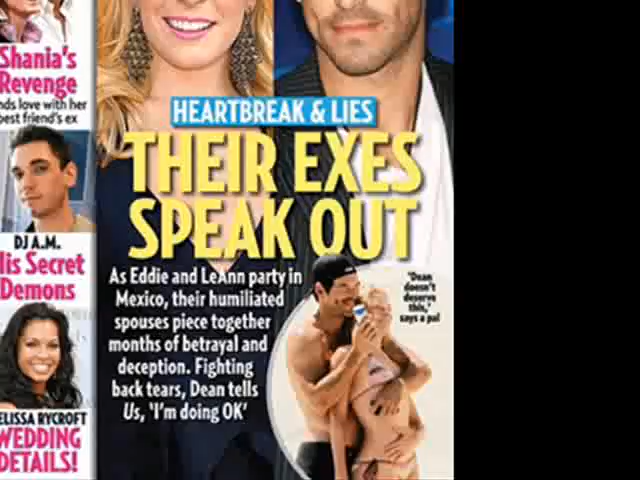 Shania's
Revenge
nds love with her
best friend's ex
DJ A.M.
His Secret
Demons
ELISSA RYCROFT
WEDDING
DETAILS!
HEARTBREAK & LIES
THEIR EXES
SPEAK OUT
As Eddie and LeAnn party in
Mexico, their humiliated
spouses piece together
months of betrayal and
deception. Fighting
back tears, Dean tells
Us, 'I'm doing OK'
'Dean
doesn't
deserve
this,'
says a pal